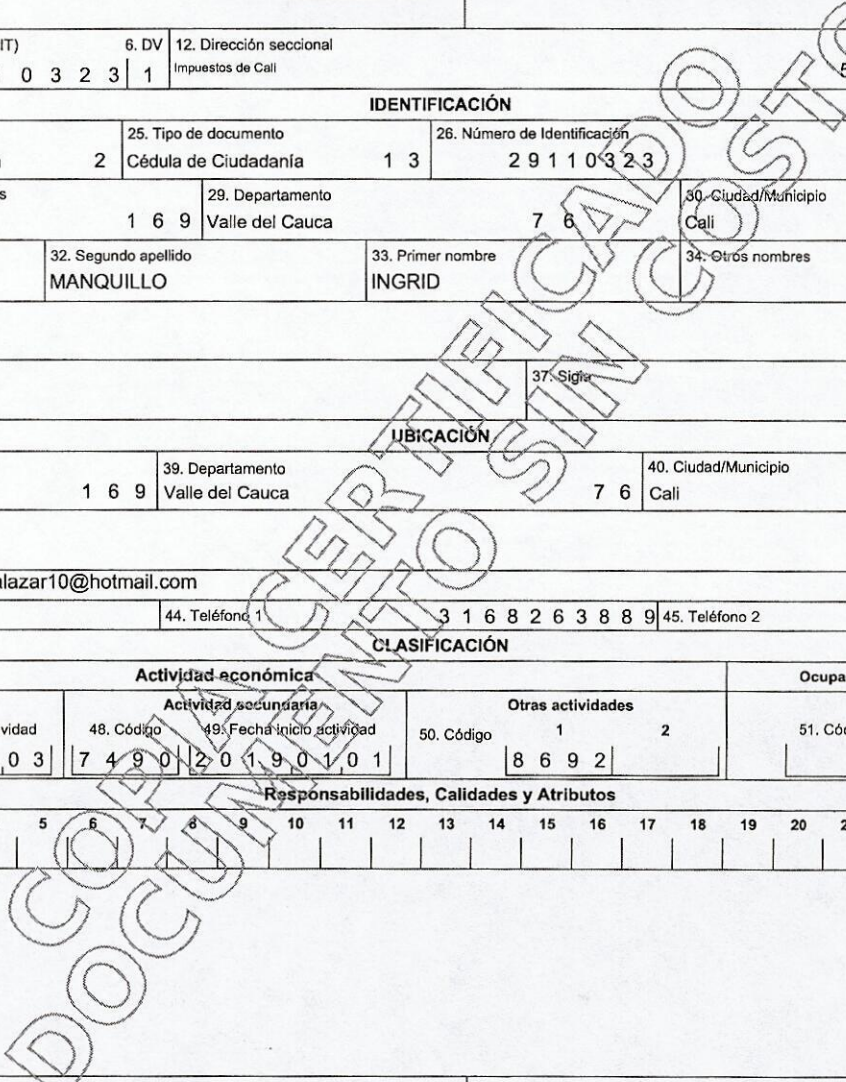 IT) 6. DV 12. Dirección seccional
0 3 2 3 1 Impuestos de Cali 5
IDENTIFICACIÓN
25. Tipo de documento 26. Número de Identificación
2 Cédula de Ciudadanía 1 3 2 9 1 1 0 3 2 3
s 29. Departamento 30. Ciudad/Municipio
1 6 9 Valle del Cauca 7 6 Cali
32. Segundo apellido 33. Primer nombre 34. Otros nombres
MANQUILLO INGRID
37. Sigla
UBICACIÓN
39. Departamento 40. Ciudad/Municipio
1 6 9 Valle del Cauca 7 6 Cali
alazar10@hotmail.com
44. Teléfono 1 3 1 6 8 2 6 3 8 8 9 45. Teléfono 2
CLASIFICACIÓN
Actividad económica Ocupa
Actividad secundaria Otras actividades
vidad 48. Código 49. Fecha inicio actividad 50. Código 1 2 51. Có
0 3 7 4 9 0 2 0 1 9 0 1 0 1 8 6 9 2
Responsabilidades, Calidades y Atributos
5 6 7 8 9 10 11 12 13 14 15 16 17 18 19 20 2
COPIA CERTIFICADO
DOCUMENTO SIN COSTO